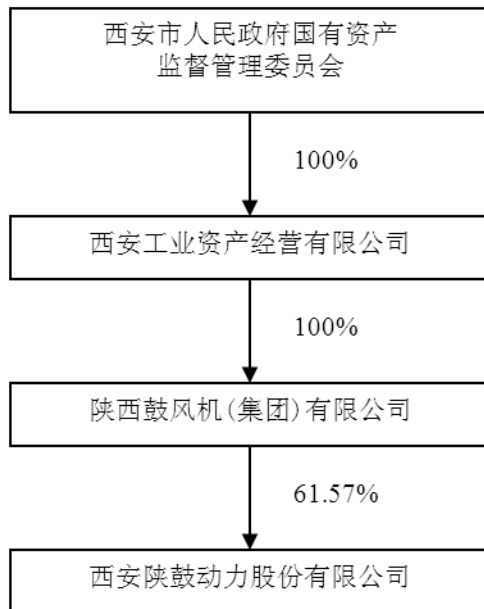 西安市人民政府国有资产
监督管理委员会
100%
西安工业资产经营有限公司
100%
陕西鼓风机(集团)有限公司
61.57%
西安陕鼓动力股份有限公司